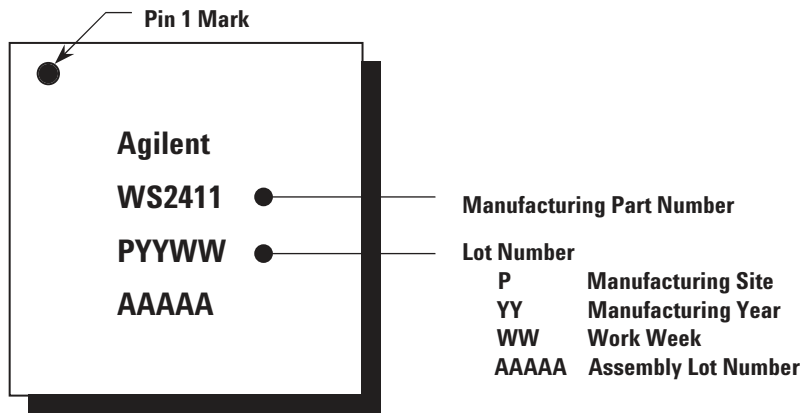 Pin 1 Mark
Agilent
WS2411
PYYWW
AAAAA
Manufacturing Part Number
Lot Number
P Manufacturing Site
YY Manufacturing Year
WW Work Week
AAAAA Assembly Lot Number